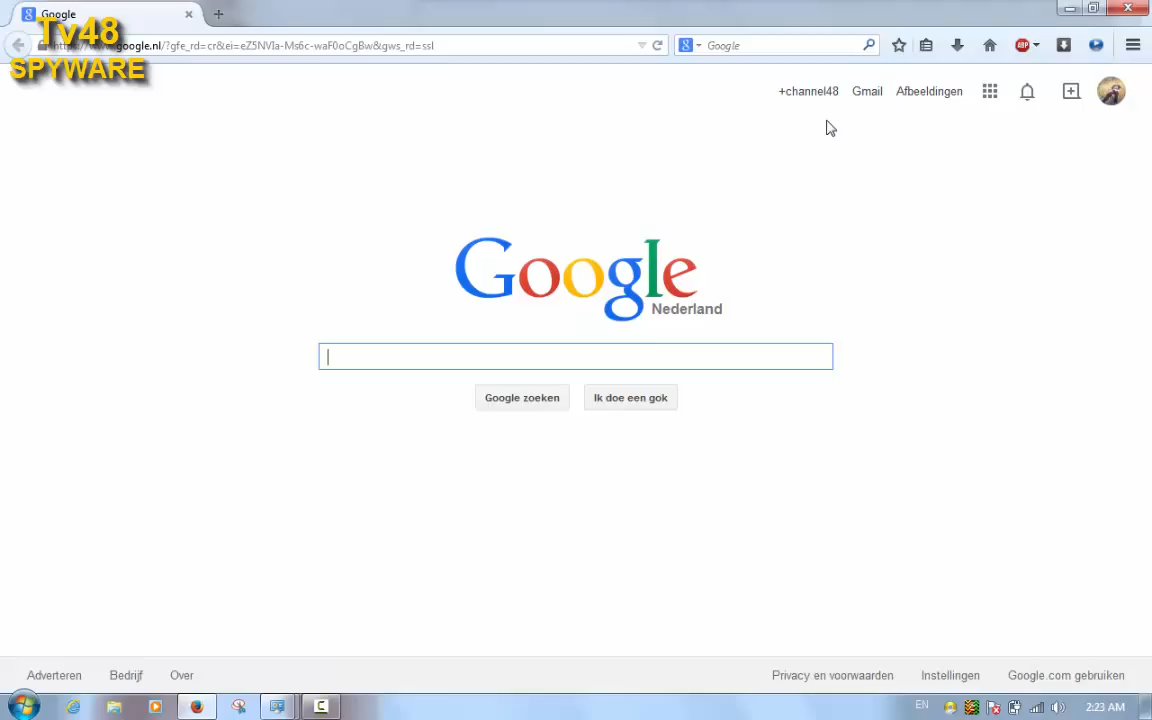 Google
Tv48
SPYWARE
https://www.google.nl/?gfe_rd=cr&ei=eZ5NVIa-Ms6c-waF0oCgBw&gws_rd=ssl
Google
ABP
+channel48 Gmail Afbeeldingen
Google
Nederland
Google zoeken Ik doe een gok
Adverteren Bedrijf Over Privacy en voorwaarden Instellingen Google.com gebruiken
EN 2:23 AM